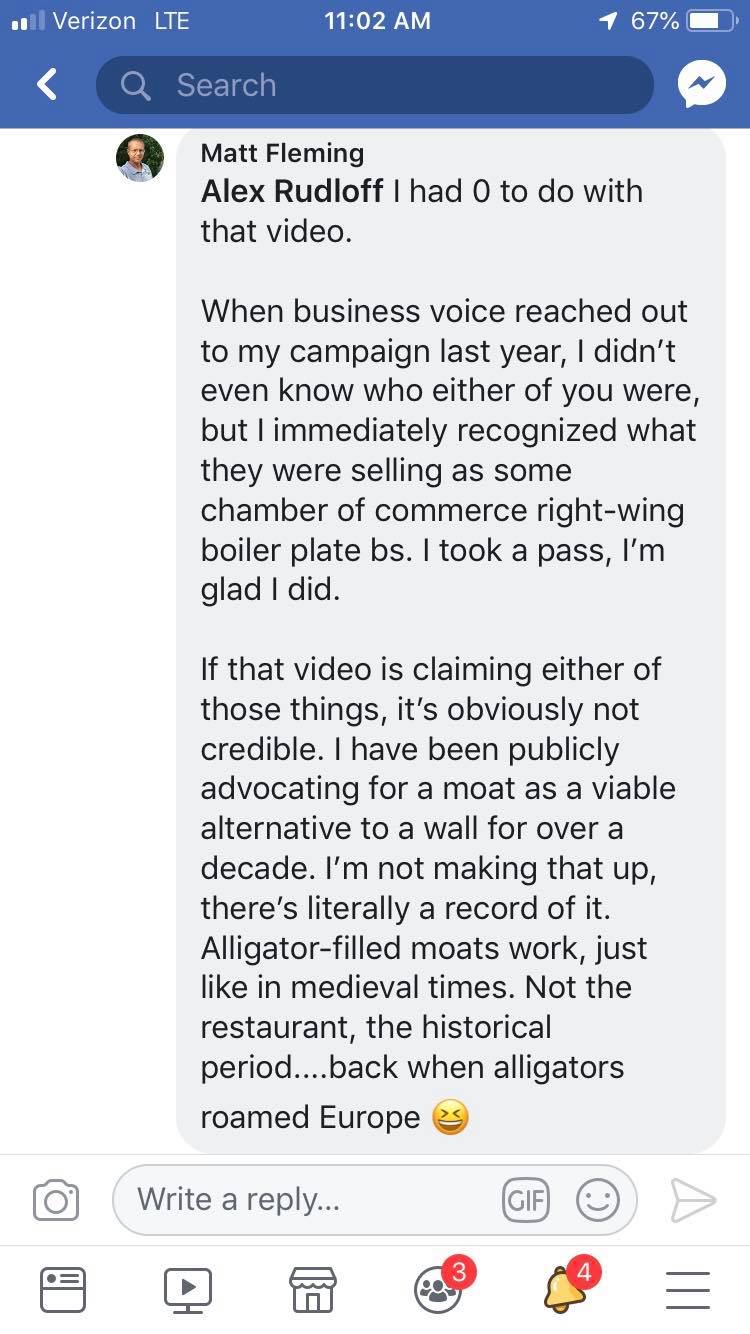 Verizon LTE 11:02 AM 67%
Search
Matt Fleming
Alex Rudloff I had 0 to do with
that video.
When business voice reached out
to my campaign last year, I didn’t
even know who either of you were,
but I immediately recognized what
they were selling as some
chamber of commerce right-wing
boiler plate bs. I took a pass, I’m
glad I did.
If that video is claiming either of
those things, it’s obviously not
credible. I have been publicly
advocating for a moat as a viable
alternative to a wall for over a
decade. I’m not making that up,
there’s literally a record of it.
Alligator-filled moats work, just
like in medieval times. Not the
restaurant, the historical
period....back when alligators
roamed Europe 😆
Write a reply... GIF
3 4